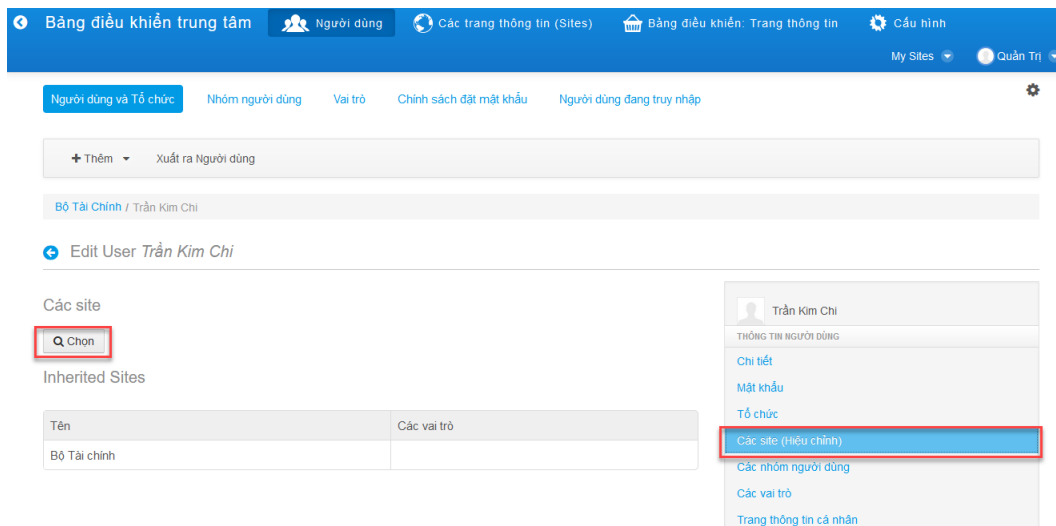 Bảng điều khiển trung tâm Người dùng Các trang thông tin (Sites) Bảng điều khiển: Trang thông tin Cấu hình
My Sites Quản Trị
Người dùng và Tổ chức Nhóm người dùng Vai trò Chính sách đặt mật khẩu Người dùng đang truy nhập
+ Thêm Xuất ra Người dùng
Bộ Tài Chính / Trần Kim Chi
Edit User Trần Kim Chi
Các site
Chọn
Inherited Sites
Tên Các vai trò
Bộ Tài chính
Trần Kim Chi
THÔNG TIN NGƯỜI DÙNG
Chi tiết
Mật khẩu
Tổ chức
Các site (Hiệu chỉnh)
Các nhóm người dùng
Các vai trò
Trang thông tin cá nhân